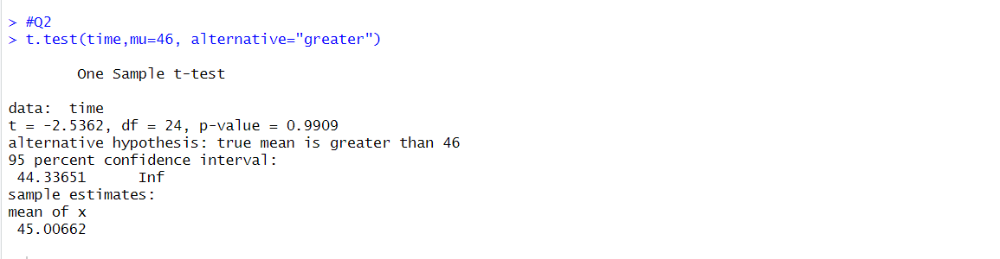 > #Q2
> t.test(time,mu=46, alternative="greater")
One Sample t-test
data:  time
t = -2.5362, df = 24, p-value = 0.9909
alternative hypothesis: true mean is greater than 46
95 percent confidence interval:
 44.33651      Inf
sample estimates:
mean of x
 45.00662